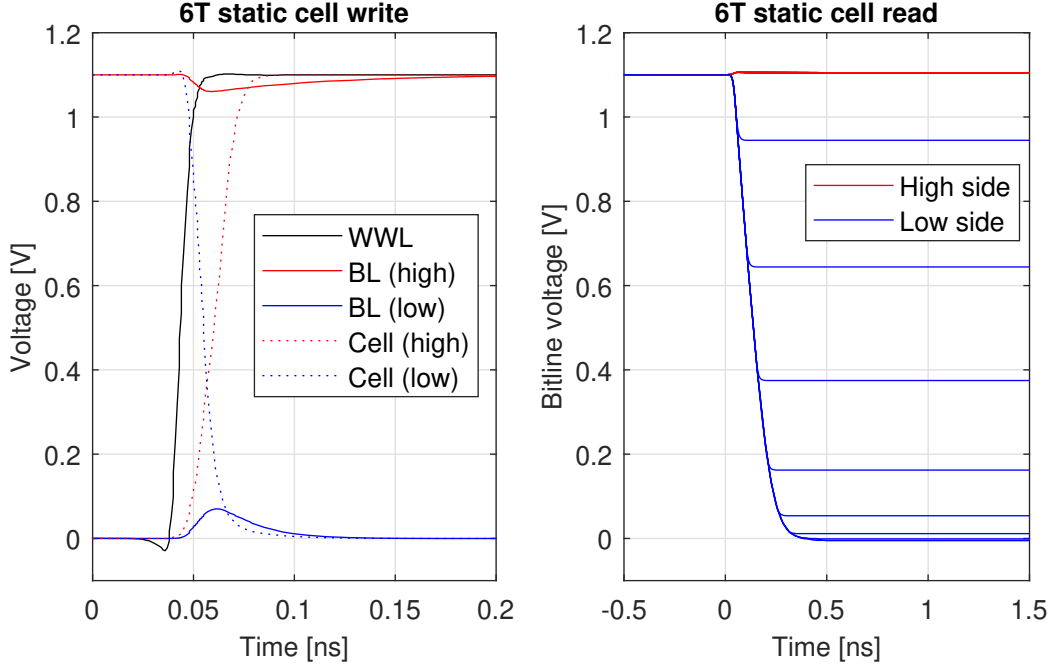 6T static cell write
1.2
1
0.8
0.6
0.4
0.2
0
Voltage [V]
WWL
BL (high)
BL (low)
Cell (high)
Cell (low)
0
0.05
0.1
0.15
0.2
Time [ns]
6T static cell read
1.2
1
0.8
0.6
0.4
0.2
0
Bitline voltage [V]
High side
Low side
-0.5
0
0.5
1
1.5
Time [ns]